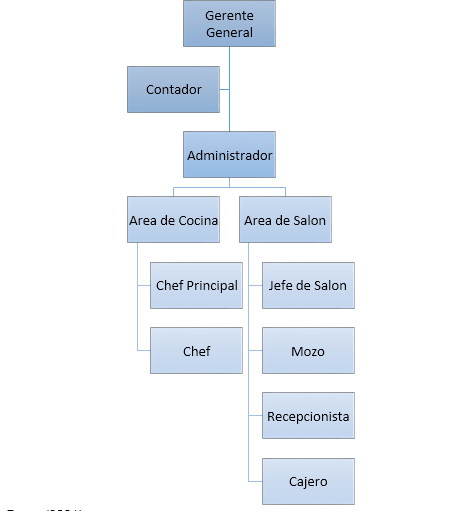 Gerente
General
Contador
Administrador
Area de Cocina
Area de Salon
Chef Principal
Jefe de Salon
Chef
Mozo
Recepcionista
Cajero